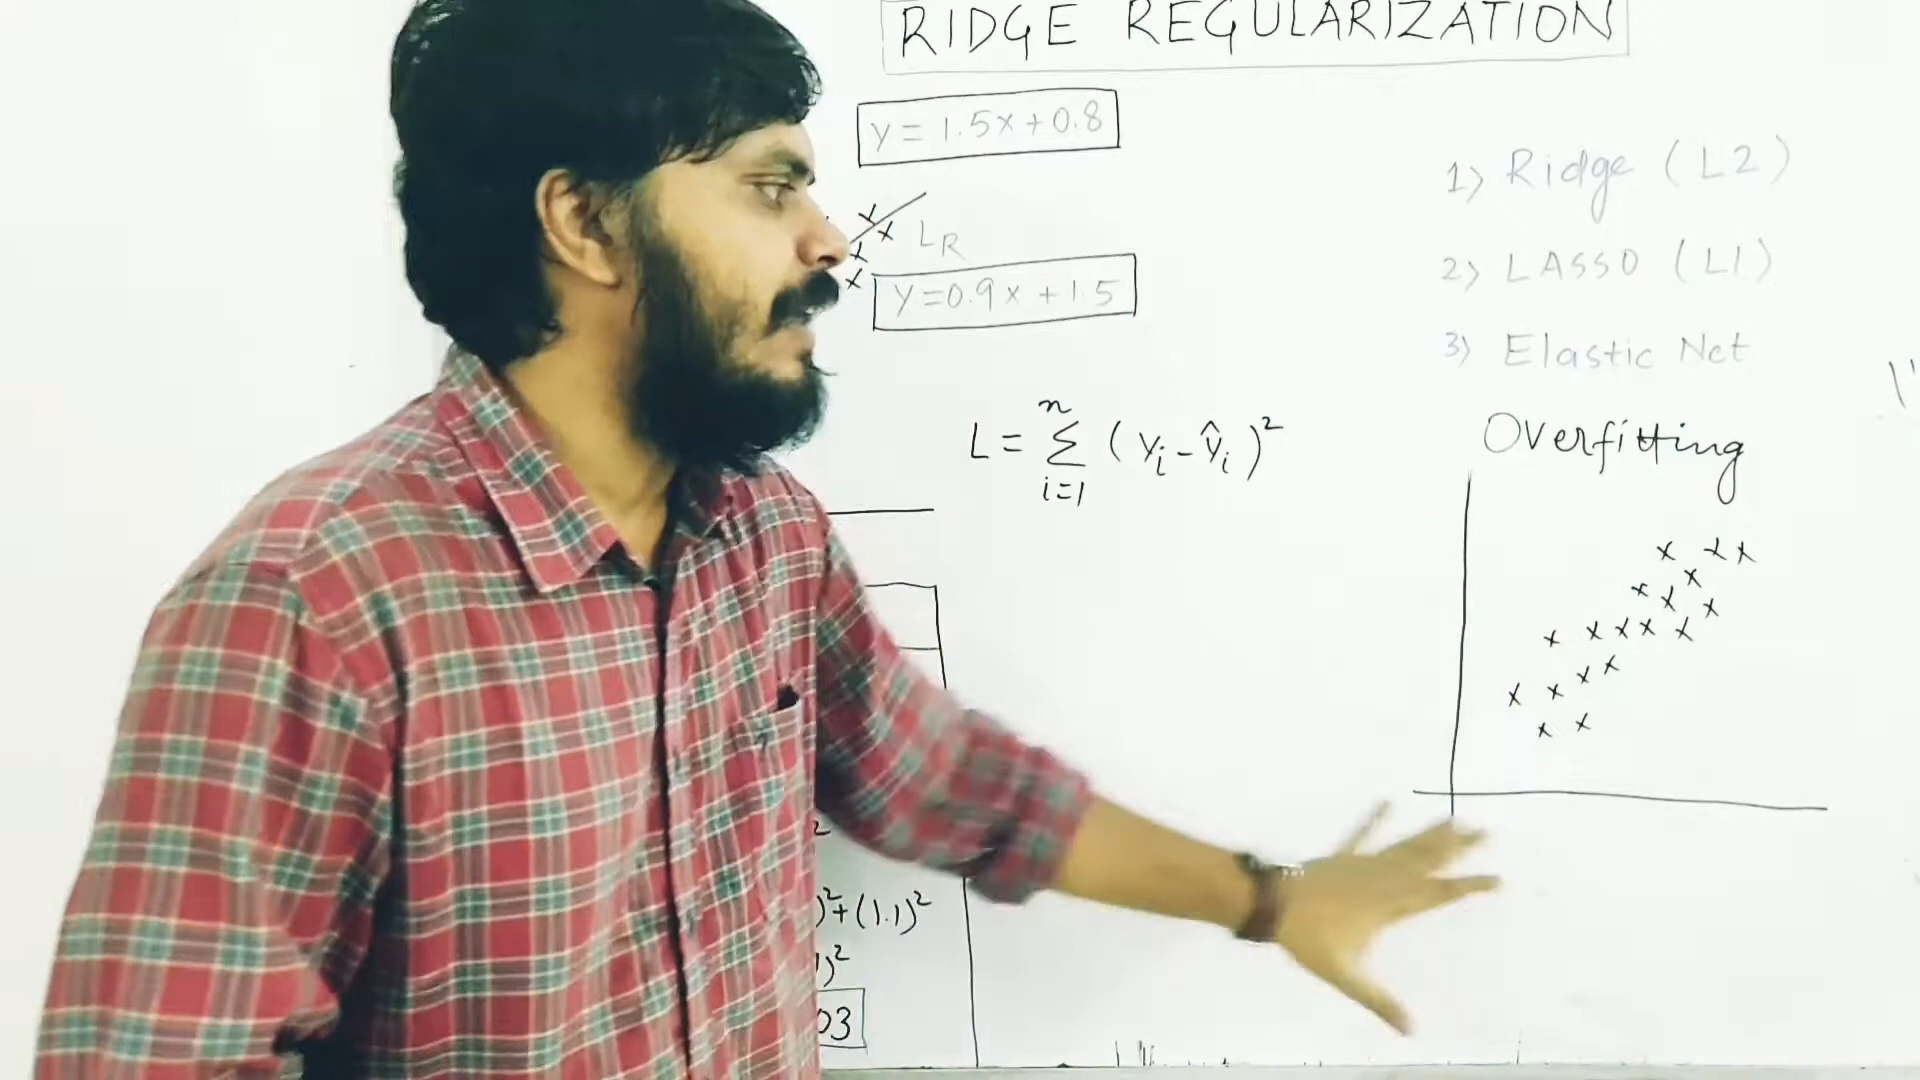 RIDGE REGULARIZATION
y = 1.5x + 0.8
LR
y = 0.9x + 1.5
1) Ridge (L2)
2) LASSO (L1)
3) Elastic Net
L = n Σ i=1 (yi - ŷi)²
Overfitting
)² + (1.1)²
)²
03